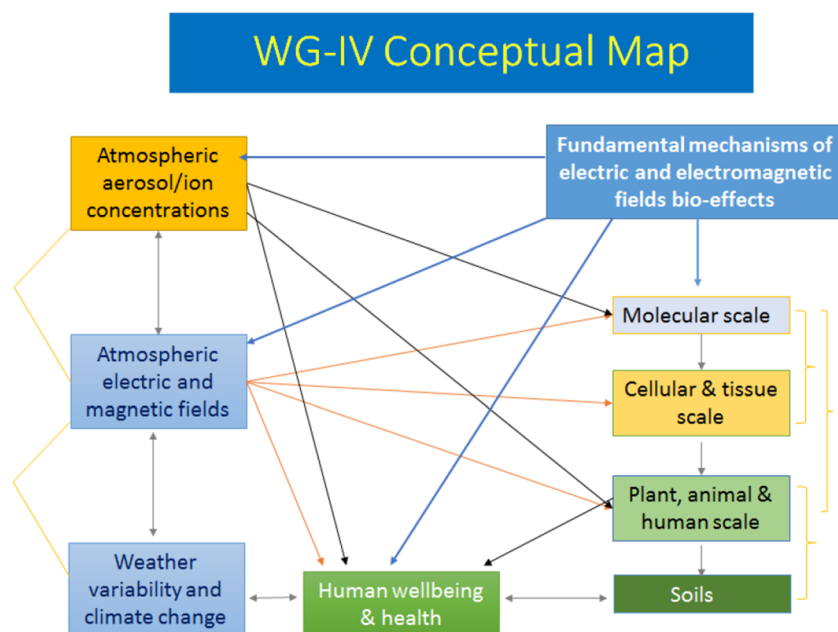 WG-IV Conceptual Map
Atmospheric
aerosol/ion
concentrations
Fundamental mechanisms of
electric and electromagnetic
fields bio-effects
Molecular scale
Atmospheric
electric and
magnetic fields
Cellular & tissue
scale
Plant, animal &
human scale
Weather
variability and
climate change
Human wellbeing
& health
Soils